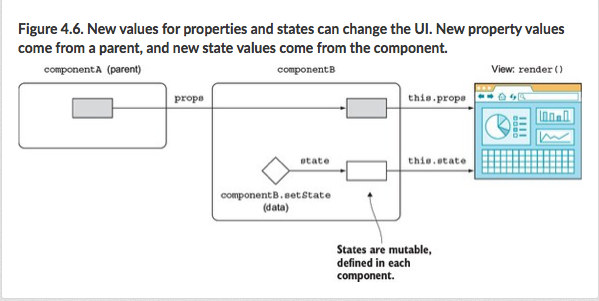 Figure 4.6. New values for properties and states can change the UI. New property values
come from a parent, and new state values come from the component.
componentA (parent)
componentB
View: render()
props
this.props
state
this.state
componentB.setState
(data)
States are mutable,
defined in each
component.